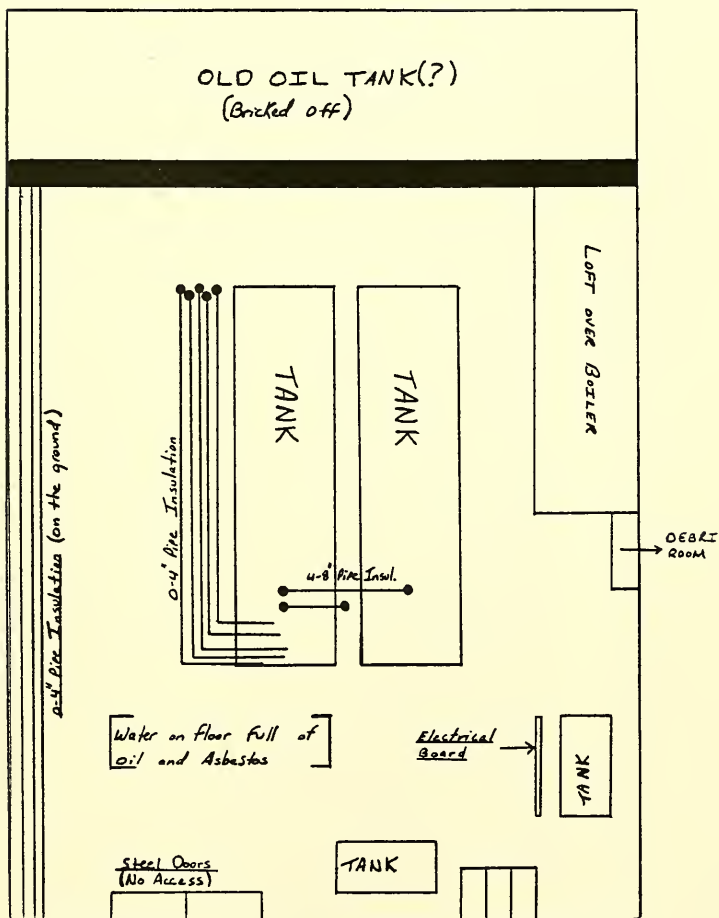 OLD OIL TANK(?)
(Bricked off)
LOFT OVER BOILER
TANK
TANK
0-4" Pipe Insulation (on the ground)
0-4" Pipe Insulation
4-8" Pipe Insul.
DEBRI
ROOM
Water on floor full of
oil and Asbestos
Electrical
Board
TANK
Steel Doors
(No Access)
TANK